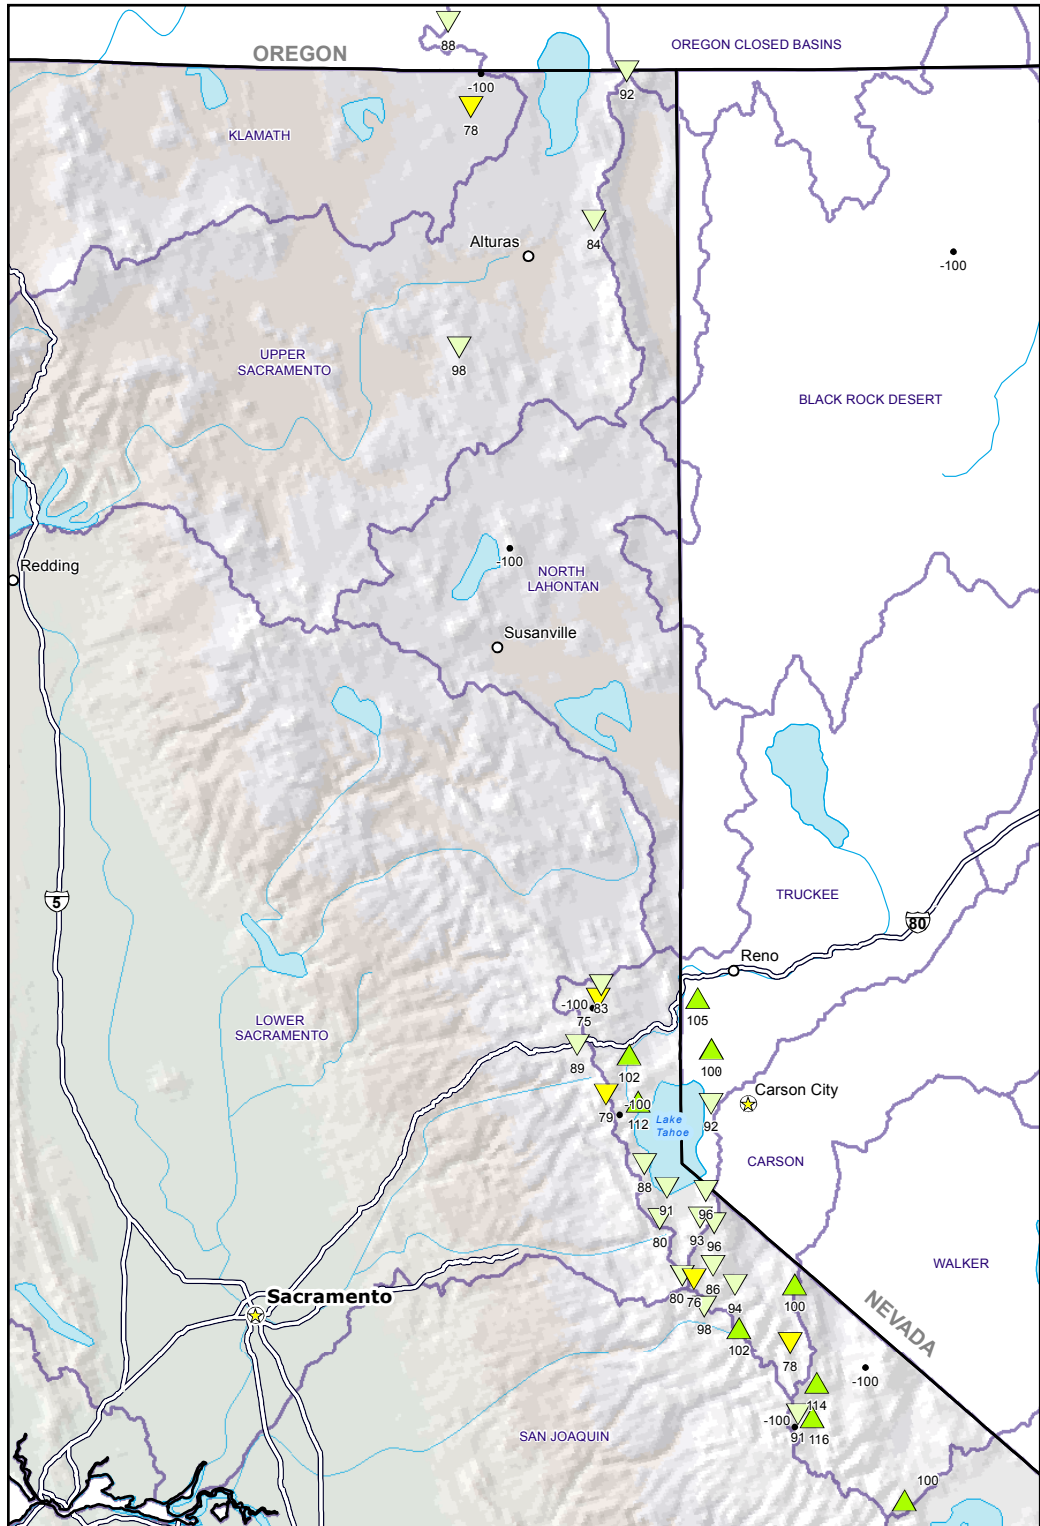 88
OREGON
OREGON CLOSED BASINS
-100
92
78
KLAMATH
84
Alturas
-100
98
UPPER
SACRAMENTO
BLACK ROCK DESERT
-100
Redding
NORTH
LAHONTAN
Susanville
TRUCKEE
5
80
Reno
-100
83
75
105
LOWER
SACRAMENTO
89
102
100
79
-100
112
92
Carson City
Lake
Tahoe
CARSON
88
91
96
80
93
96
WALKER
80
76
86
94
100
98
Sacramento
102
NEVADA
78
-100
114
-100
91
116
SAN JOAQUIN
100